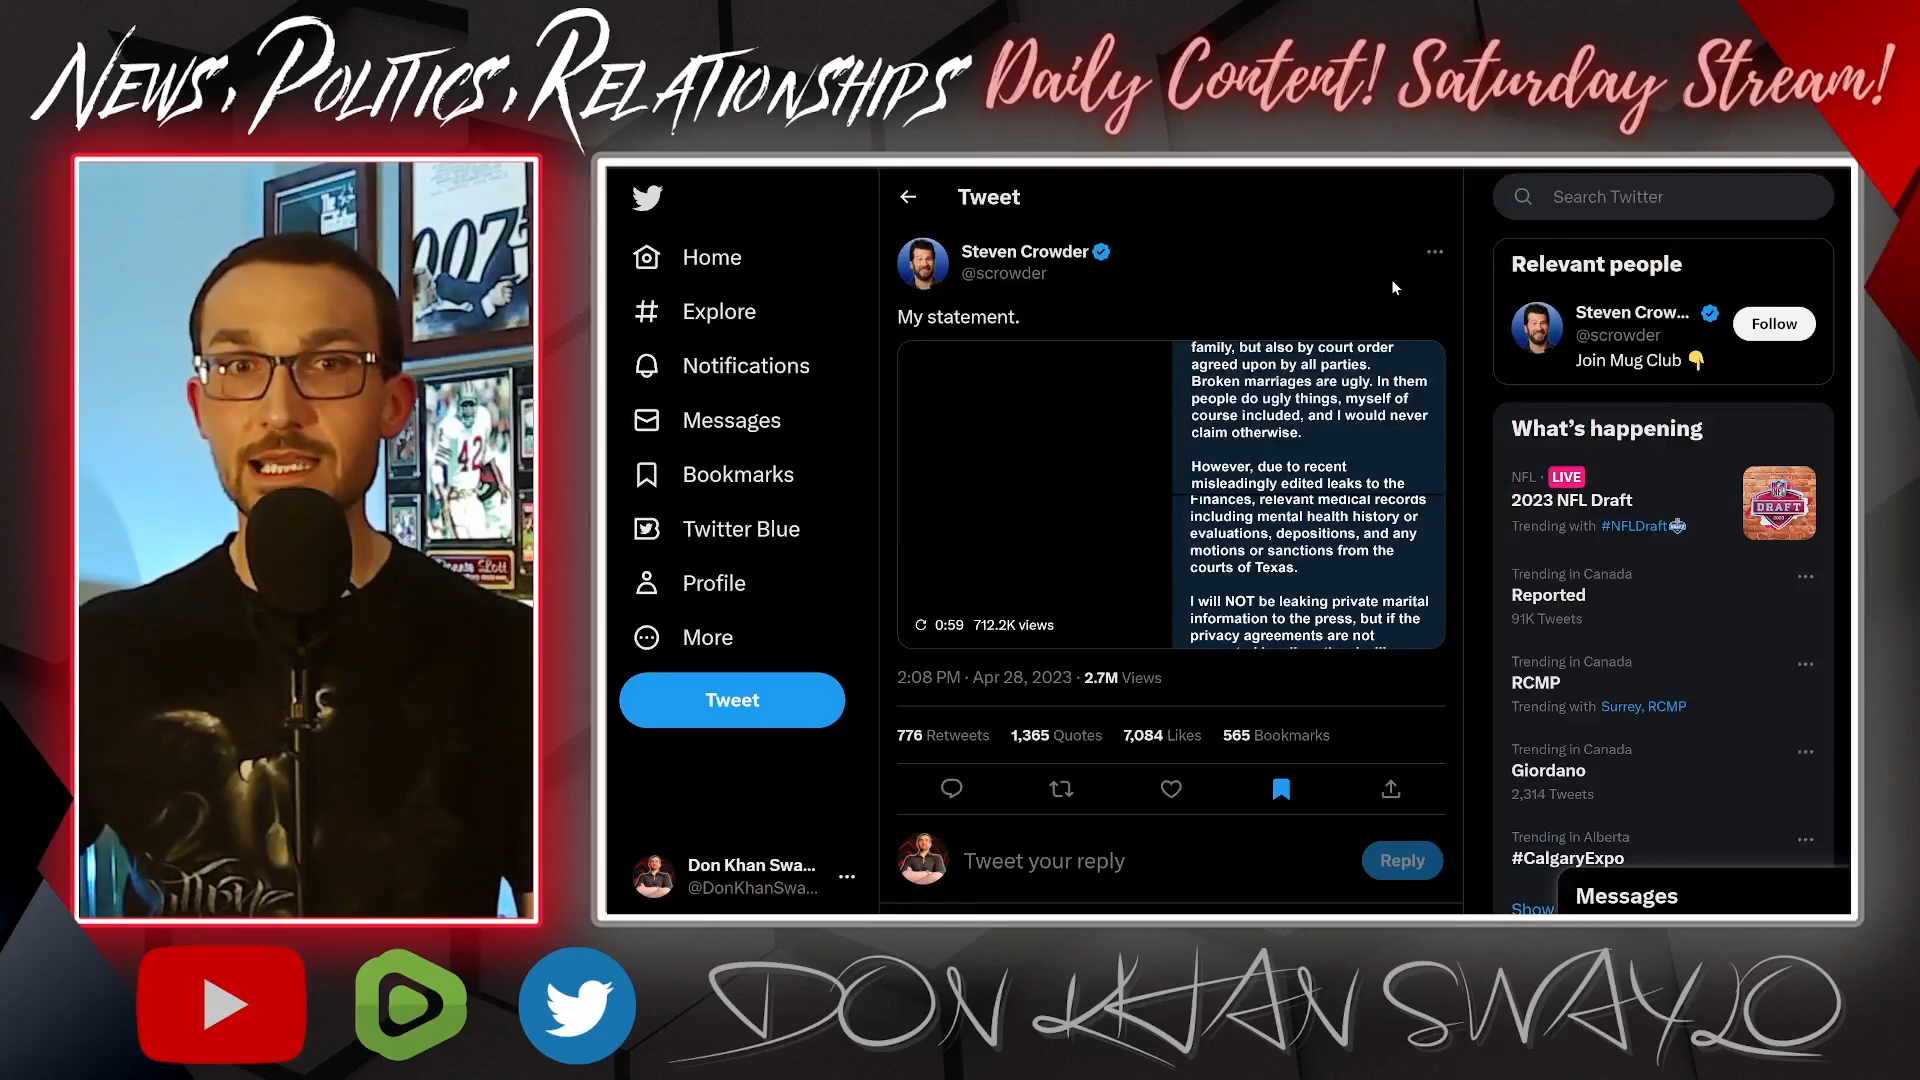 News, Politics, Relationships Daily Content! Saturday Stream!
007
42
Home
Explore
Notifications
Messages
Bookmarks
Twitter Blue
Profile
More
Tweet
Don Khan Swa...
@DonKhanSwa...
Tweet
Steven Crowder
@scrowder
My statement.
family, but also by court order
agreed upon by all parties.
Broken marriages are ugly. In them
people do ugly things, myself of
course included, and I would never
claim otherwise.
However, due to recent
misleadingly edited leaks to the
Finances, relevant medical records
including mental health history or
evaluations, depositions, and any
motions or sanctions from the
courts of Texas.
I will NOT be leaking private marital
information to the press, but if the
privacy agreements are not
0:59 712.2K views
2:08 PM · Apr 28, 2023 · 2.7M Views
776 Retweets 1,365 Quotes 7,084 Likes 565 Bookmarks
Tweet your reply
Reply
Search Twitter
Relevant people
Steven Crow...
@scrowder
Follow
Join Mug Club
What's happening
NFL · LIVE
2023 NFL Draft
Trending with #NFLDraft
DRAFT
Trending in Canada
Reported
91K Tweets
Trending in Canada
RCMP
Trending with Surrey, RCMP
Trending in Canada
Giordano
2,314 Tweets
Trending in Alberta
#CalgaryExpo
Show
Messages
Don Khan Swaylo